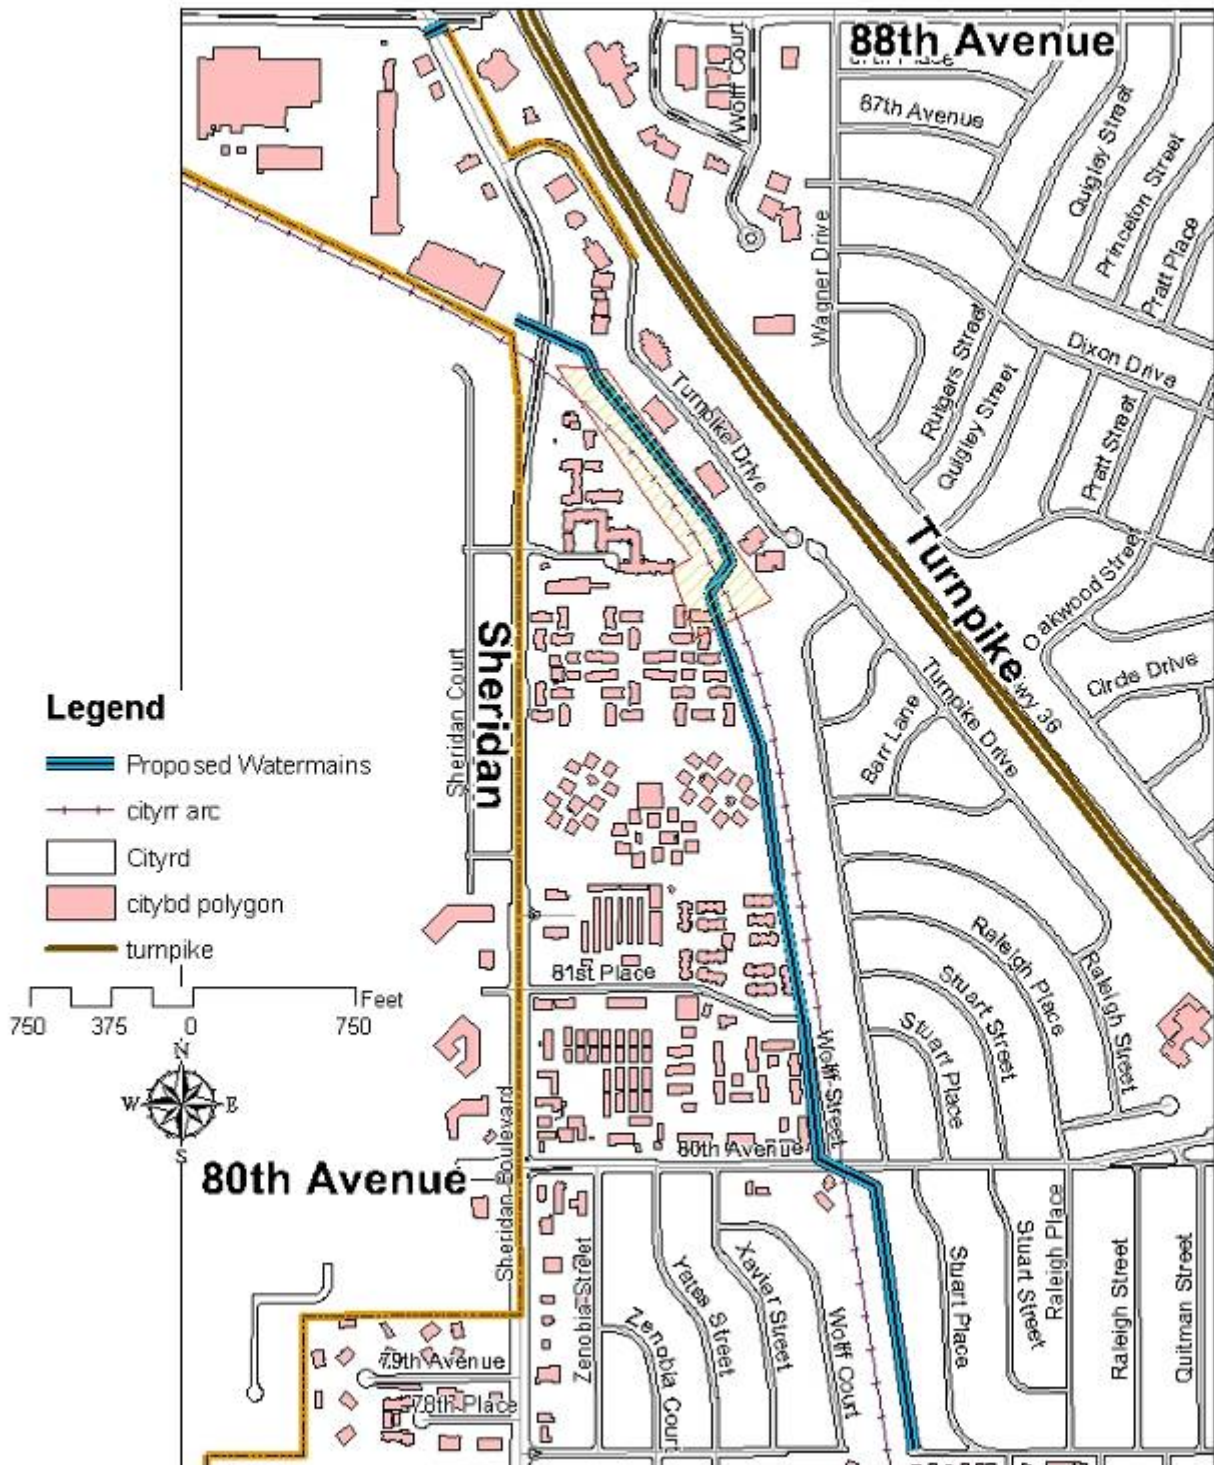 88th Avenue
Wolff Court
87th Avenue
Quigley Street
Princeton Street
Pratt Place
Wagner Drive
Rutgers Street
Quigley Street
Dixon Drive
Pratt Street
Turnpike Drive
Turnpike
Oakwood Street
Circle Drive
wy 36
Turnpike Drive
Barr Lane
Sheridan
Sheridan Court
Legend
Proposed Watermains
cityrr arc
Cityrd
citybd polygon
turnpike
Feet
750 375 0 750
N
W E
S
81st Place
Raleigh Place
Raleigh Street
Stuart Street
Stuart Place
Wolff Street
80th Avenue
80th Avenue
Sheridan Boulevard
Zenobia Street
Yates Street
Xavier Street
Zenobia Court
Wolff Court
Stuart Place
Stuart Street
Raleigh Place
Raleigh Street
Quitman Street
79th Avenue
78th Place